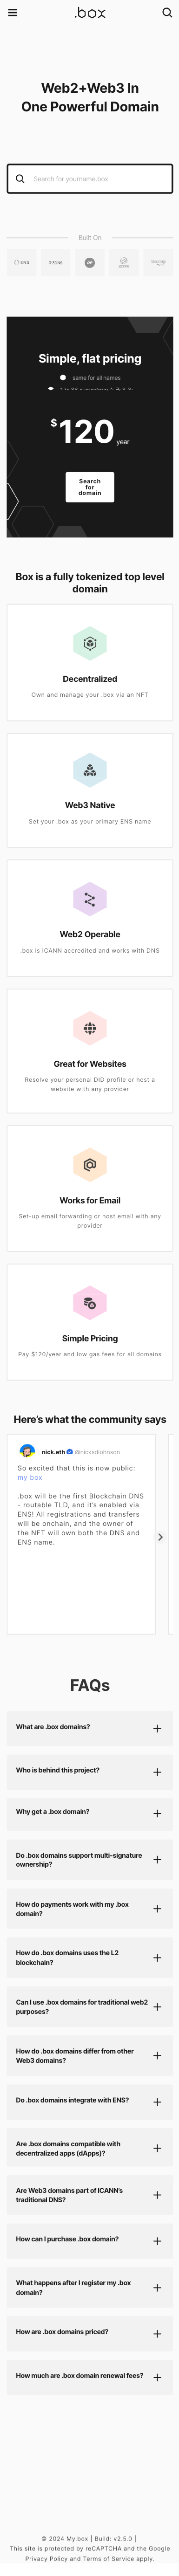 .box
Web2+Web3 In
One Powerful Domain
Search for yourname.box
Built On
ENS
Simple, flat pricing
same for all names
$120 year
Search
for
domain
Box is a fully tokenized top level
domain
Decentralized
Own and manage your .box via an NFT
Web3 Native
Set your .box as your primary ENS name
Web2 Operable
.box is ICANN accredited and works with DNS
Great for Websites
Resolve your personal DID profile or host a
website with any provider
Works for Email
Set-up email forwarding or host email with any
provider
Simple Pricing
Pay $120/year and low gas fees for all domains
Here's what the community says
nick.eth @nicksdjohnson
So excited that this is now public:
my box
.box will be the first Blockchain DNS
- routable TLD, and it's enabled via
ENS! All registrations and transfers
will be onchain, and the owner of
the NFT will own both the DNS and
ENS name.
FAQs
What are .box domains?
Who is behind this project?
Why get a .box domain?
Do .box domains support multi-signature
ownership?
How do payments work with my .box
domain?
How do .box domains uses the L2
blockchain?
Can I use .box domains for traditional web2
purposes?
How do .box domains differ from other
Web3 domains?
Do .box domains integrate with ENS?
Are .box domains compatible with
decentralized apps (dApps)?
Are Web3 domains part of ICANN's
traditional DNS?
How can I purchase .box domain?
What happens after I register my .box
domain?
How are .box domains priced?
How much are .box domain renewal fees?
© 2024 My.box | Build: v2.5.0 |
This site is protected by reCAPTCHA and the Google
Privacy Policy and Terms of Service apply.